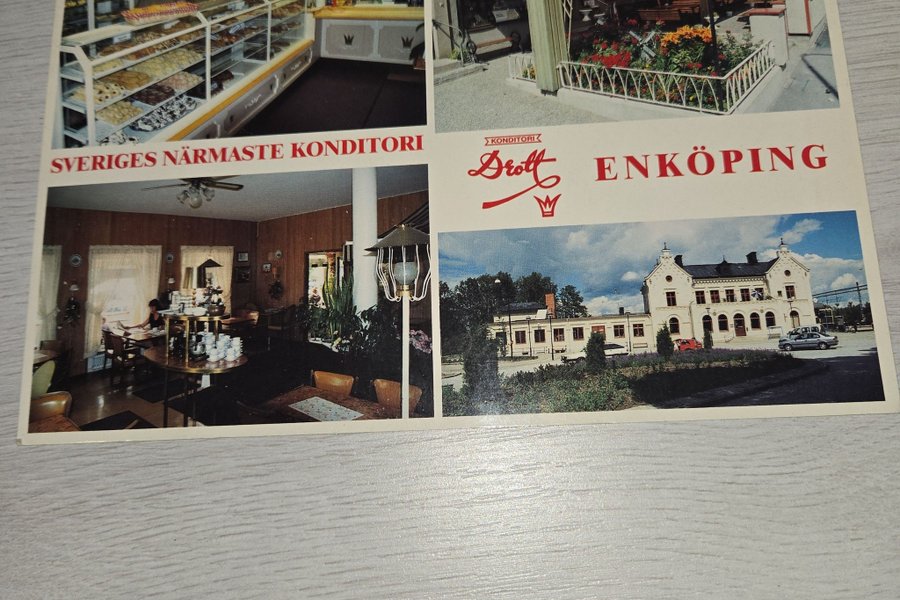 SVERIGES NÄRMASTE KONDITORI
KONDITORI
Drott
ENKÖPING